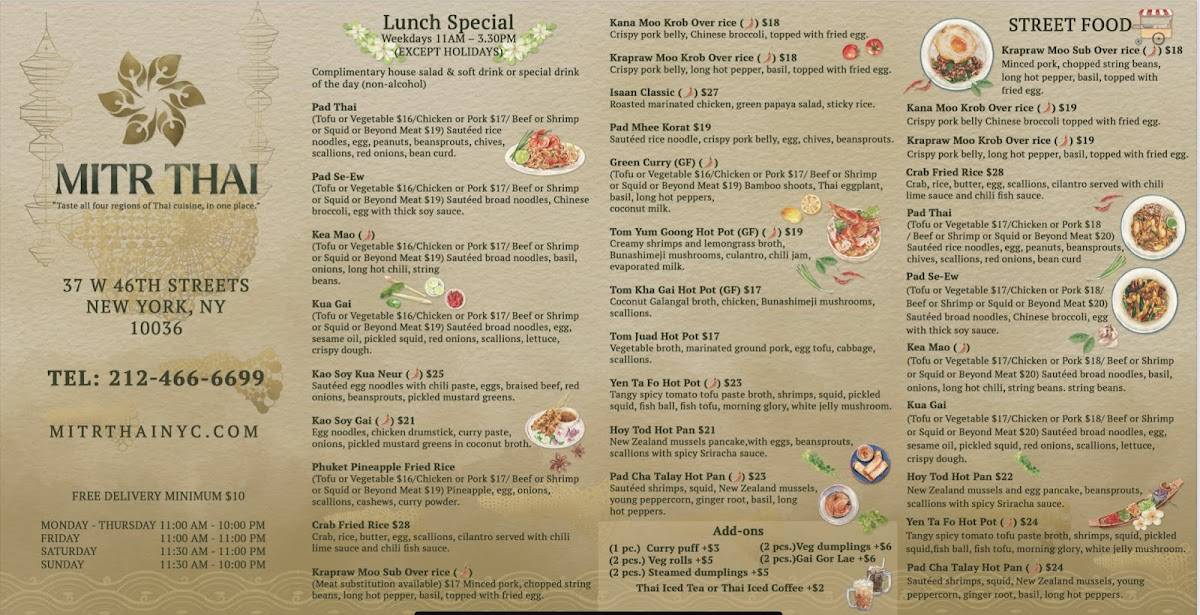 MITR THAI
"Taste all four regions of Thai cuisine, in one place."
37 W 46TH STREETS
NEW YORK, NY
10036
TEL: 212-466-6699
MITRTHAINYC.COM
FREE DELIVERY MINIMUM $10
MONDAY - THURSDAY 11:00 AM - 10:00 PM
FRIDAY 11:00 AM - 11:00 PM
SATURDAY 11:30 AM - 11:00 PM
SUNDAY 11:30 AM - 10:00 PM
Lunch Special
Weekdays 11AM – 3.30PM
(EXCEPT HOLIDAYS)
Complimentary house salad & soft drink or special drink
of the day (non-alcohol)
Pad Thai
(Tofu or Vegetable $16/Chicken or Pork $17/ Beef or Shrimp
or Squid or Beyond Meat $19) Sautéed rice
noodles, egg, peanuts, beansprouts, chives,
scallions, red onions, bean curd.
Pad Se-Ew
(Tofu or Vegetable $16/Chicken or Pork $17/ Beef or Shrimp
or Squid or Beyond Meat $19) Sautéed broad noodles, Chinese
broccoli, egg with thick soy sauce.
Kea Mao ( )
(Tofu or Vegetable $16/Chicken or Pork $17/ Beef or Shrimp
or Squid or Beyond Meat $19) Sautéed broad noodles, basil,
onions, long hot chili, string
beans.
Kua Gai
(Tofu or Vegetable $16/Chicken or Pork $17/ Beef or Shrimp
or Squid or Beyond Meat $19) Sautéed broad noodles, egg,
sesame oil, pickled squid, red onions, scallions, lettuce,
crispy dough.
Kao Soy Kua Neur ( ) $25
Sautéed egg noodles with chili paste, eggs, braised beef, red
onions, beansprouts, pickled mustard greens.
Kao Soy Gai ( ) $21
Egg noodles, chicken drumstick, curry paste,
onions, pickled mustard greens in coconut broth.
Phuket Pineapple Fried Rice
(Tofu or Vegetable $16/Chicken or Pork $17/ Beef or Shrimp
or Squid or Beyond Meat $19) Pineapple, egg, onions,
scallions, cashews, curry powder.
Crab Fried Rice $28
Crab, rice, butter, egg, scallions, cilantro served with chili
lime sauce and chili fish sauce.
Krapraw Moo Sub Over rice ( )
(Meat substitution available) $17 Minced pork, chopped string
beans, long hot pepper, basil, topped with fried egg.
Kana Moo Krob Over rice ( ) $18
Crispy pork belly, Chinese broccoli, topped with fried egg.
Krapraw Moo Krob Over rice ( ) $18
Crispy pork belly, long hot pepper, basil, topped with fried egg.
Isaan Classic ( ) $27
Roasted marinated chicken, green papaya salad, sticky rice.
Pad Mhee Korat $19
Sautéed rice noodle, crispy pork belly, egg, chives, beansprouts.
Green Curry (GF) ( )
(Tofu or Vegetable $16/Chicken or Pork $17/ Beef or Shrimp
or Squid or Beyond Meat $19) Bamboo shoots, Thai eggplant,
basil, long hot peppers,
coconut milk.
Tom Yum Goong Hot Pot (GF) ( ) $19
Creamy shrimps and lemongrass broth,
Bunashimeji mushrooms, culantro, chili jam,
evaporated milk.
Tom Kha Gai Hot Pot (GF) $17
Coconut Galangal broth, chicken, Bunashimeji mushrooms,
scallions.
Tom Juad Hot Pot $17
Vegetable broth, marinated ground pork, egg tofu, cabbage,
scallions.
Yen Ta Fo Hot Pot ( ) $23
Tangy spicy tomato tofu paste broth, shrimps, squid, pickled
squid, fish ball, fish tofu, morning glory, white jelly mushroom.
Hoy Tod Hot Pan $21
New Zealand mussels pancake,with eggs, beansprouts,
scallions with spicy Sriracha sauce.
Pad Cha Talay Hot Pan ( ) $23
Sautéed shrimps, squid, New Zealand mussels,
young peppercorn, ginger root, basil, long
hot peppers.
Add-ons
(1 pc.) Curry puff +$3 (2 pcs.)Veg dumplings +$6
(2 pcs.) Veg rolls +$5 (2 pcs.)Gai Gor Lae +$6
(2 pcs.) Steamed dumplings +$5
Thai Iced Tea or Thai Iced Coffee +$2
STREET FOOD
Krapraw Moo Sub Over rice ( ) $18
Minced pork, chopped string beans,
long hot pepper, basil, topped with
fried egg.
Kana Moo Krob Over rice ( ) $19
Crispy pork belly Chinese broccoli topped with fried egg.
Krapraw Moo Krob Over rice ( ) $19
Crispy pork belly, long hot pepper, basil, topped with fried egg.
Crab Fried Rice $28
Crab, rice, butter, egg, scallions, cilantro served with chili
lime sauce and chili fish sauce.
Pad Thai
(Tofu or Vegetable $17/Chicken or Pork $18
/ Beef or Shrimp or Squid or Beyond Meat $20)
Sautéed rice noodles, egg, peanuts, beansprouts,
chives, scallions, red onions, bean curd
Pad Se-Ew
(Tofu or Vegetable $17/Chicken or Pork $18/
Beef or Shrimp or Squid or Beyond Meat $20)
Sautéed broad noodles, Chinese broccoli, egg
with thick soy sauce.
Kea Mao ( )
(Tofu or Vegetable $17/Chicken or Pork $18/ Beef or Shrimp
or Squid or Beyond Meat $20) Sautéed broad noodles, basil,
onions, long hot chili, string beans. string beans.
Kua Gai
(Tofu or Vegetable $17/Chicken or Pork $18/ Beef or Shrimp
or Squid or Beyond Meat $20) Sautéed broad noodles, egg,
sesame oil, pickled squid, red onions, scallions, lettuce,
crispy dough.
Hoy Tod Hot Pan $22
New Zealand mussels and egg pancake, beansprouts,
scallions with spicy Sriracha sauce.
Yen Ta Fo Hot Pot ( ) $24
Tangy spicy tomato tofu paste broth, shrimps, squid, pickled
squid,fish ball, fish tofu, morning glory, white jelly mushroom.
Pad Cha Talay Hot Pan ( ) $24
Sautéed shrimps, squid, New Zealand mussels, young
peppercorn, ginger root, basil, long hot peppers.